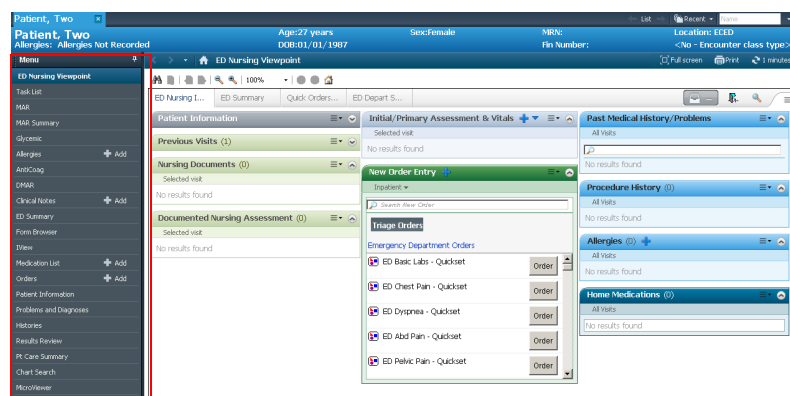 Patient, Two
List
Recent
Name
Patient, Two
Age:27 years
Sex:Female
MRN:
Location: ECED
Allergies: Allergies Not Recorded
DOB:01/01/1987
Fin Number:
<No - Encounter class type>
Menu
ED Nursing Viewpoint
Full screen
Print
1 minutes
ED Nursing Viewpoint
Task List
MAR
MAR Summary
Glycemic
Allergies
Add
AntiCoag
DMAR
Clinical Notes
Add
ED Summary
Form Browser
IView
Medication List
Add
Orders
Add
Patient Information
Problems and Diagnoses
Histories
Results Review
Pt Care Summary
Chart Search
MicroViewer
100%
ED Nursing I...
ED Summary
Quick Orders...
ED Depart S...
Patient Information
Previous Visits (1)
Nursing Documents (0)
Selected visit
No results found
Documented Nursing Assessment (0)
Selected visit
No results found
Initial/Primary Assessment & Vitals
Selected visit
No results found
New Order Entry
Inpatient
Search New Order
Triage Orders
Emergency Department Orders
ED Basic Labs - Quickset
Order
ED Chest Pain - Quickset
Order
ED Dyspnea - Quickset
Order
ED Abd Pain - Quickset
Order
ED Pelvic Pain - Quickset
Order
Past Medical History/Problems
All Visits
No results found
Procedure History (0)
All Visits
No results found
Allergies (0)
All Visits
No results found
Home Medications (0)
All Visits
No results found